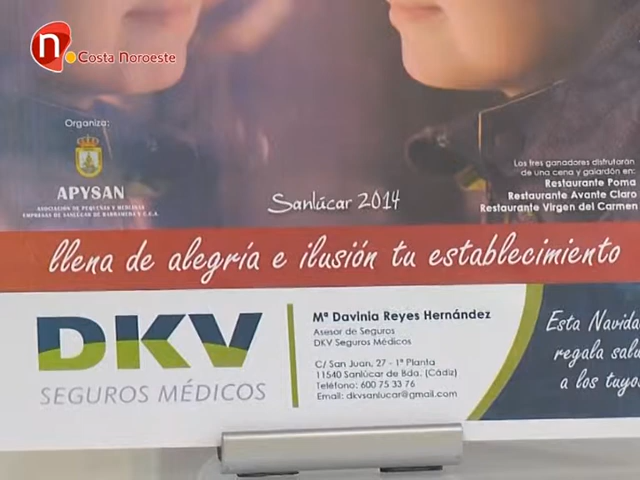 n
Costa Noroeste
Organiza:
APYSAN
ASOCIACIÓN DE PEQUEÑAS Y MEDIANAS
EMPRESAS DE SANLÚCAR DE BARRAMEDA Y C.E.A.
Sanlúcar 2014
Los tres ganadores disfrutarán
de una cena y galardón en:
Restaurante Poma
Restaurante Avante Claro
Restaurante Virgen del Carmen
llena de alegría e ilusión tu establecimiento
DKV
SEGUROS MÉDICOS
Mª Davinia Reyes Hernández
Asesor de Seguros
DKV Seguros Médicos
C/ San Juan, 27 - 1ª Planta
11540 Sanlúcar de Bda. (Cádiz)
Teléfono: 600 75 33 76
Email: dkvsanlucar@gmail.com
Esta Navida
regala salu
a los tuyo